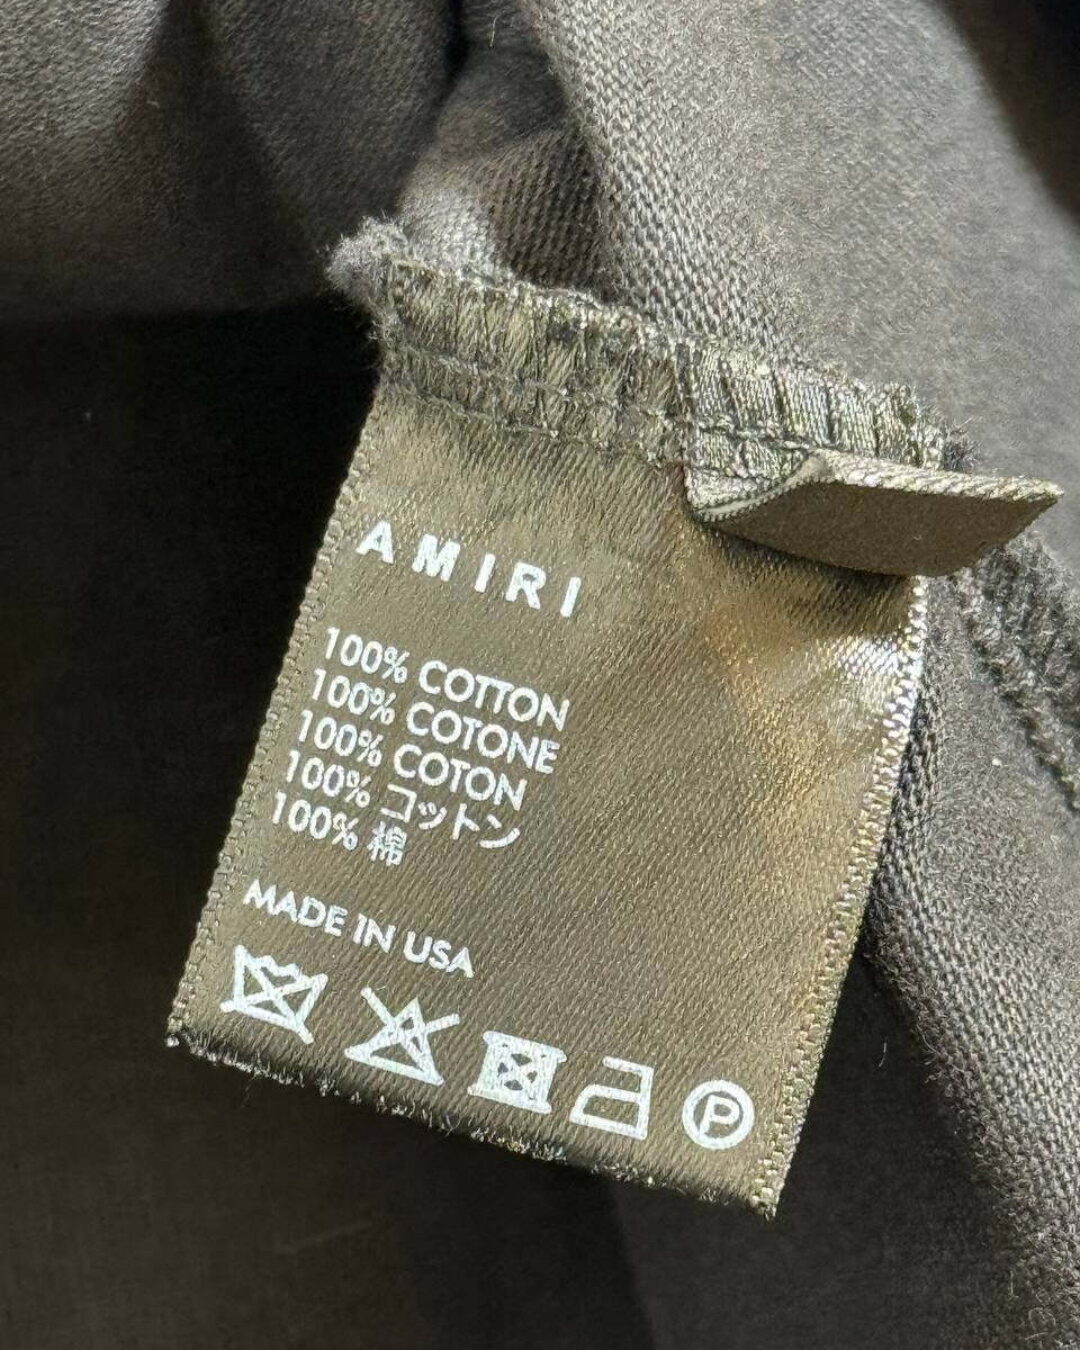 AMIRI
100% COTTON
100% COTONE
100% COTON
100% コットン
100% 棉
MADE IN USA
P